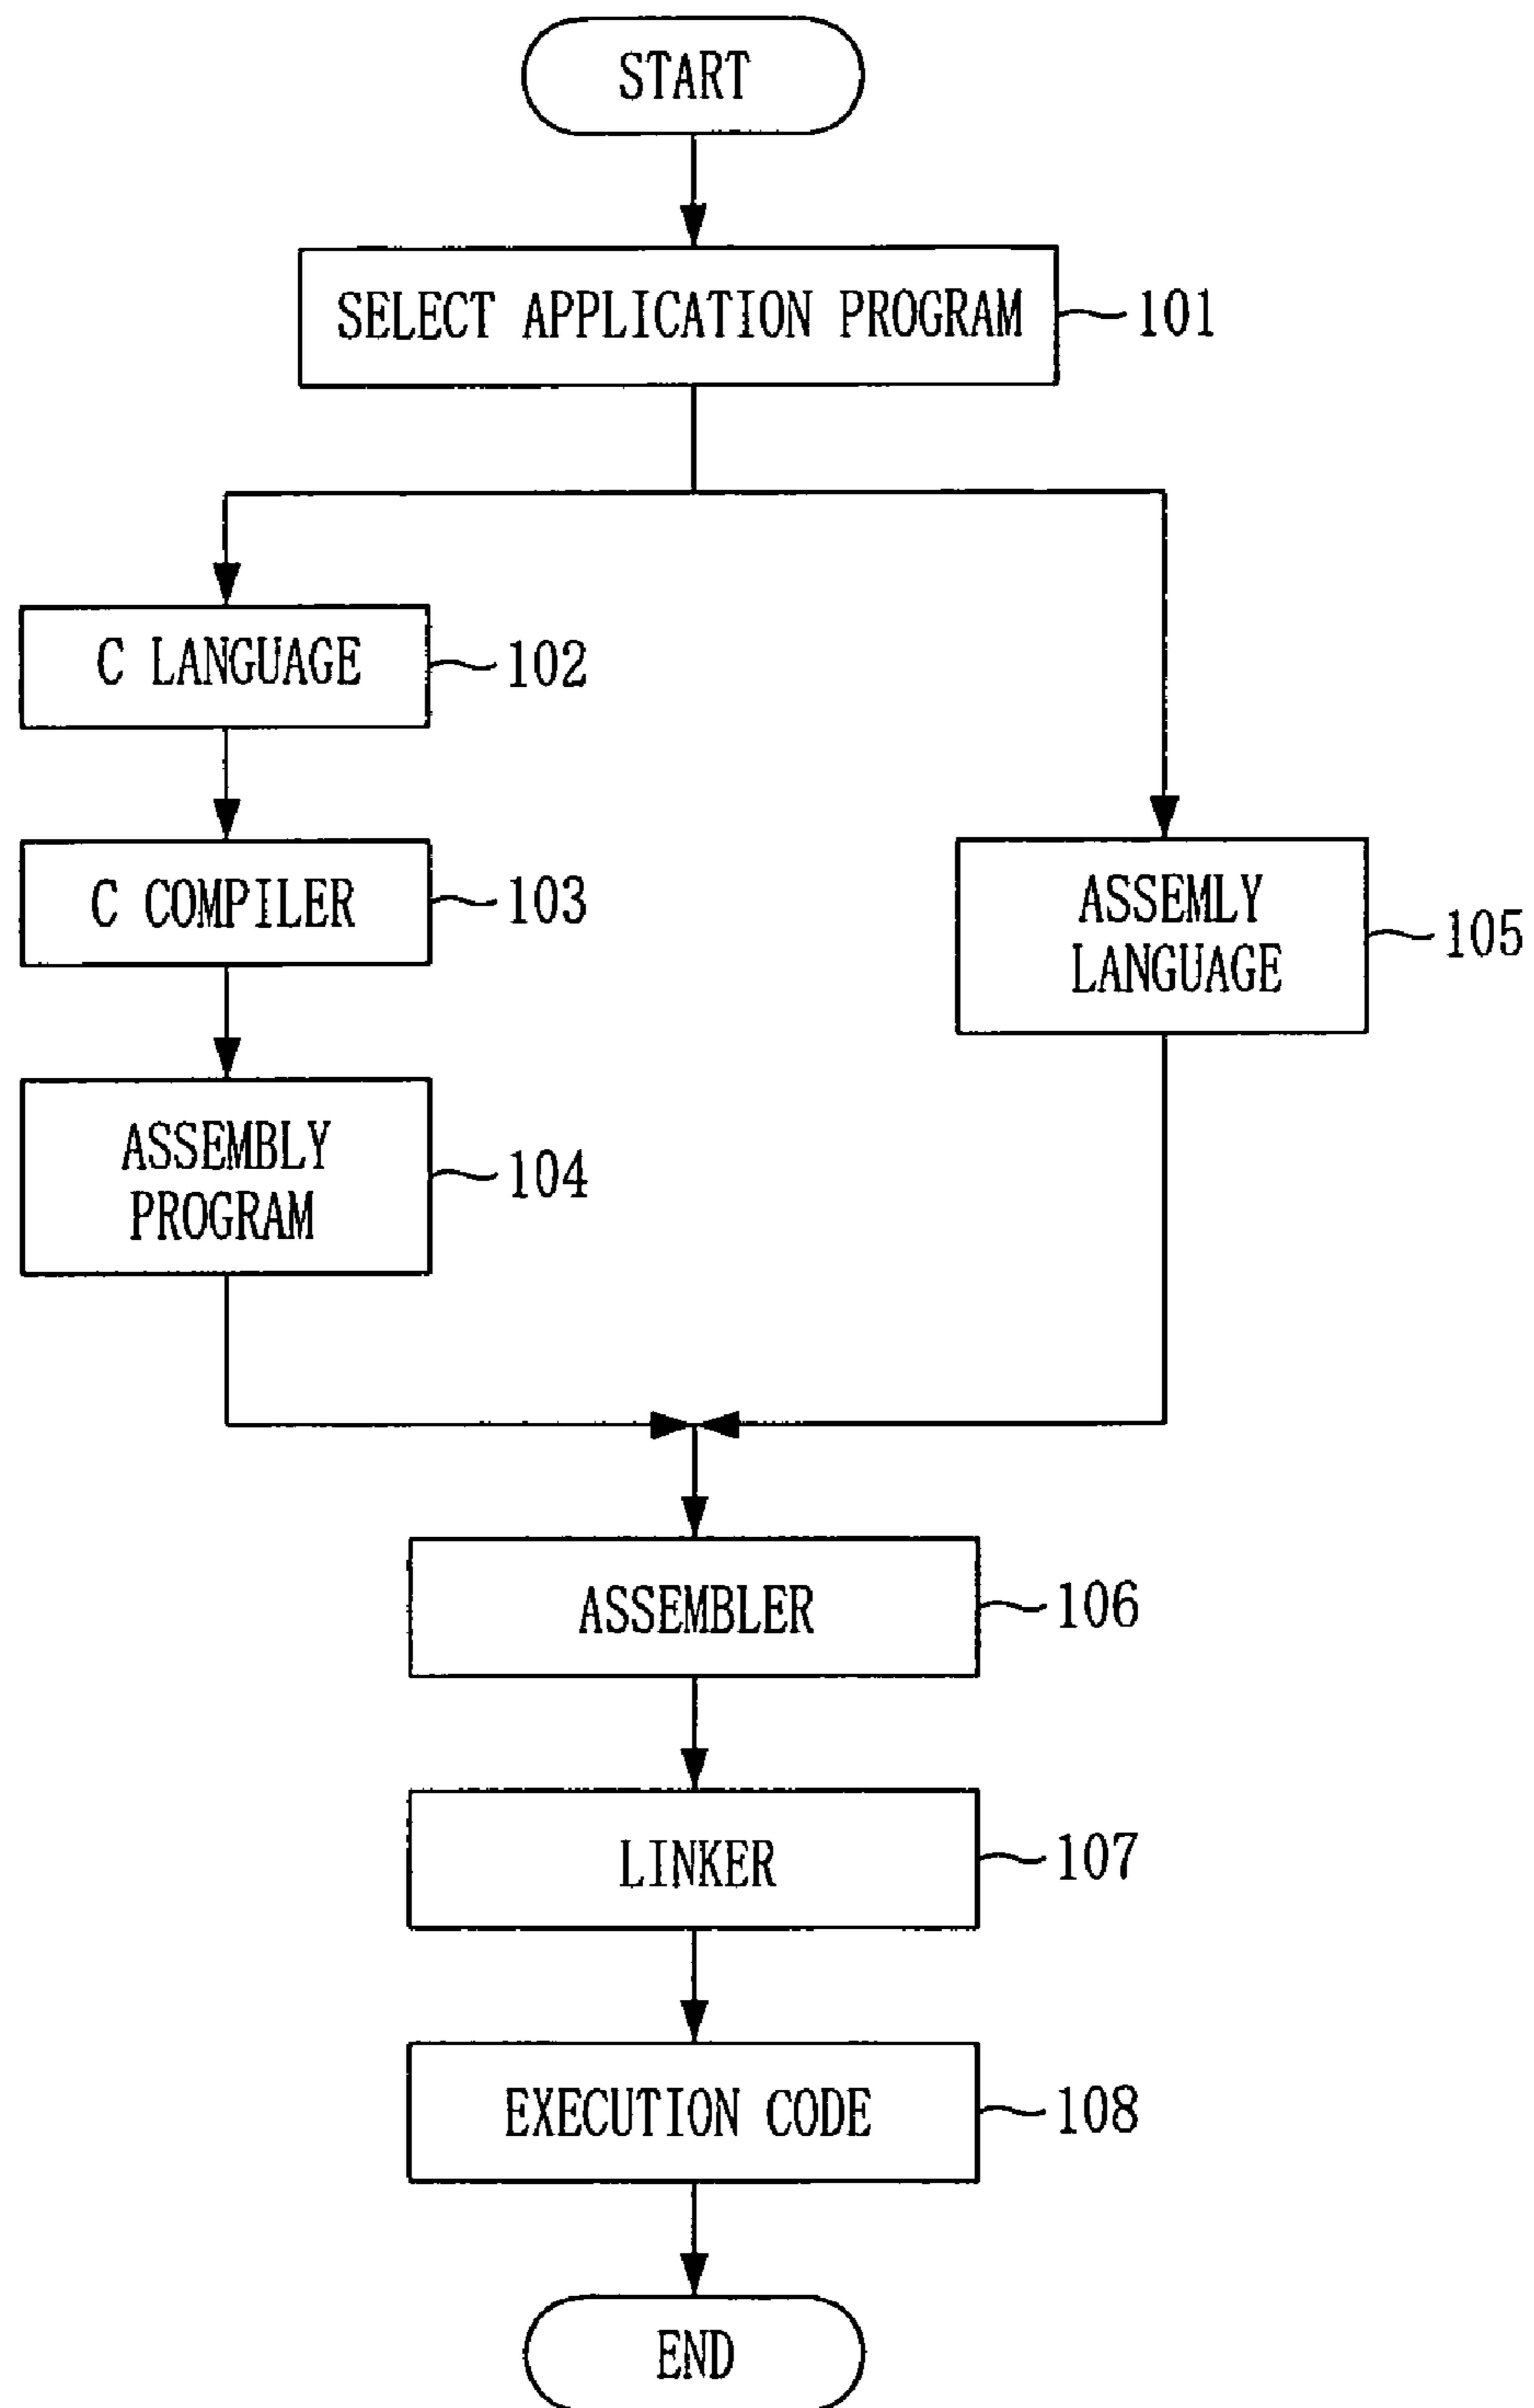 START
SELECT APPLICATION PROGRAM
101
C LANGUAGE
102
C COMPILER
103
ASSEMBLY
PROGRAM
104
ASSEMLY
LANGUAGE
105
ASSEMBLER
106
LINKER
107
EXECUTION CODE
108
END